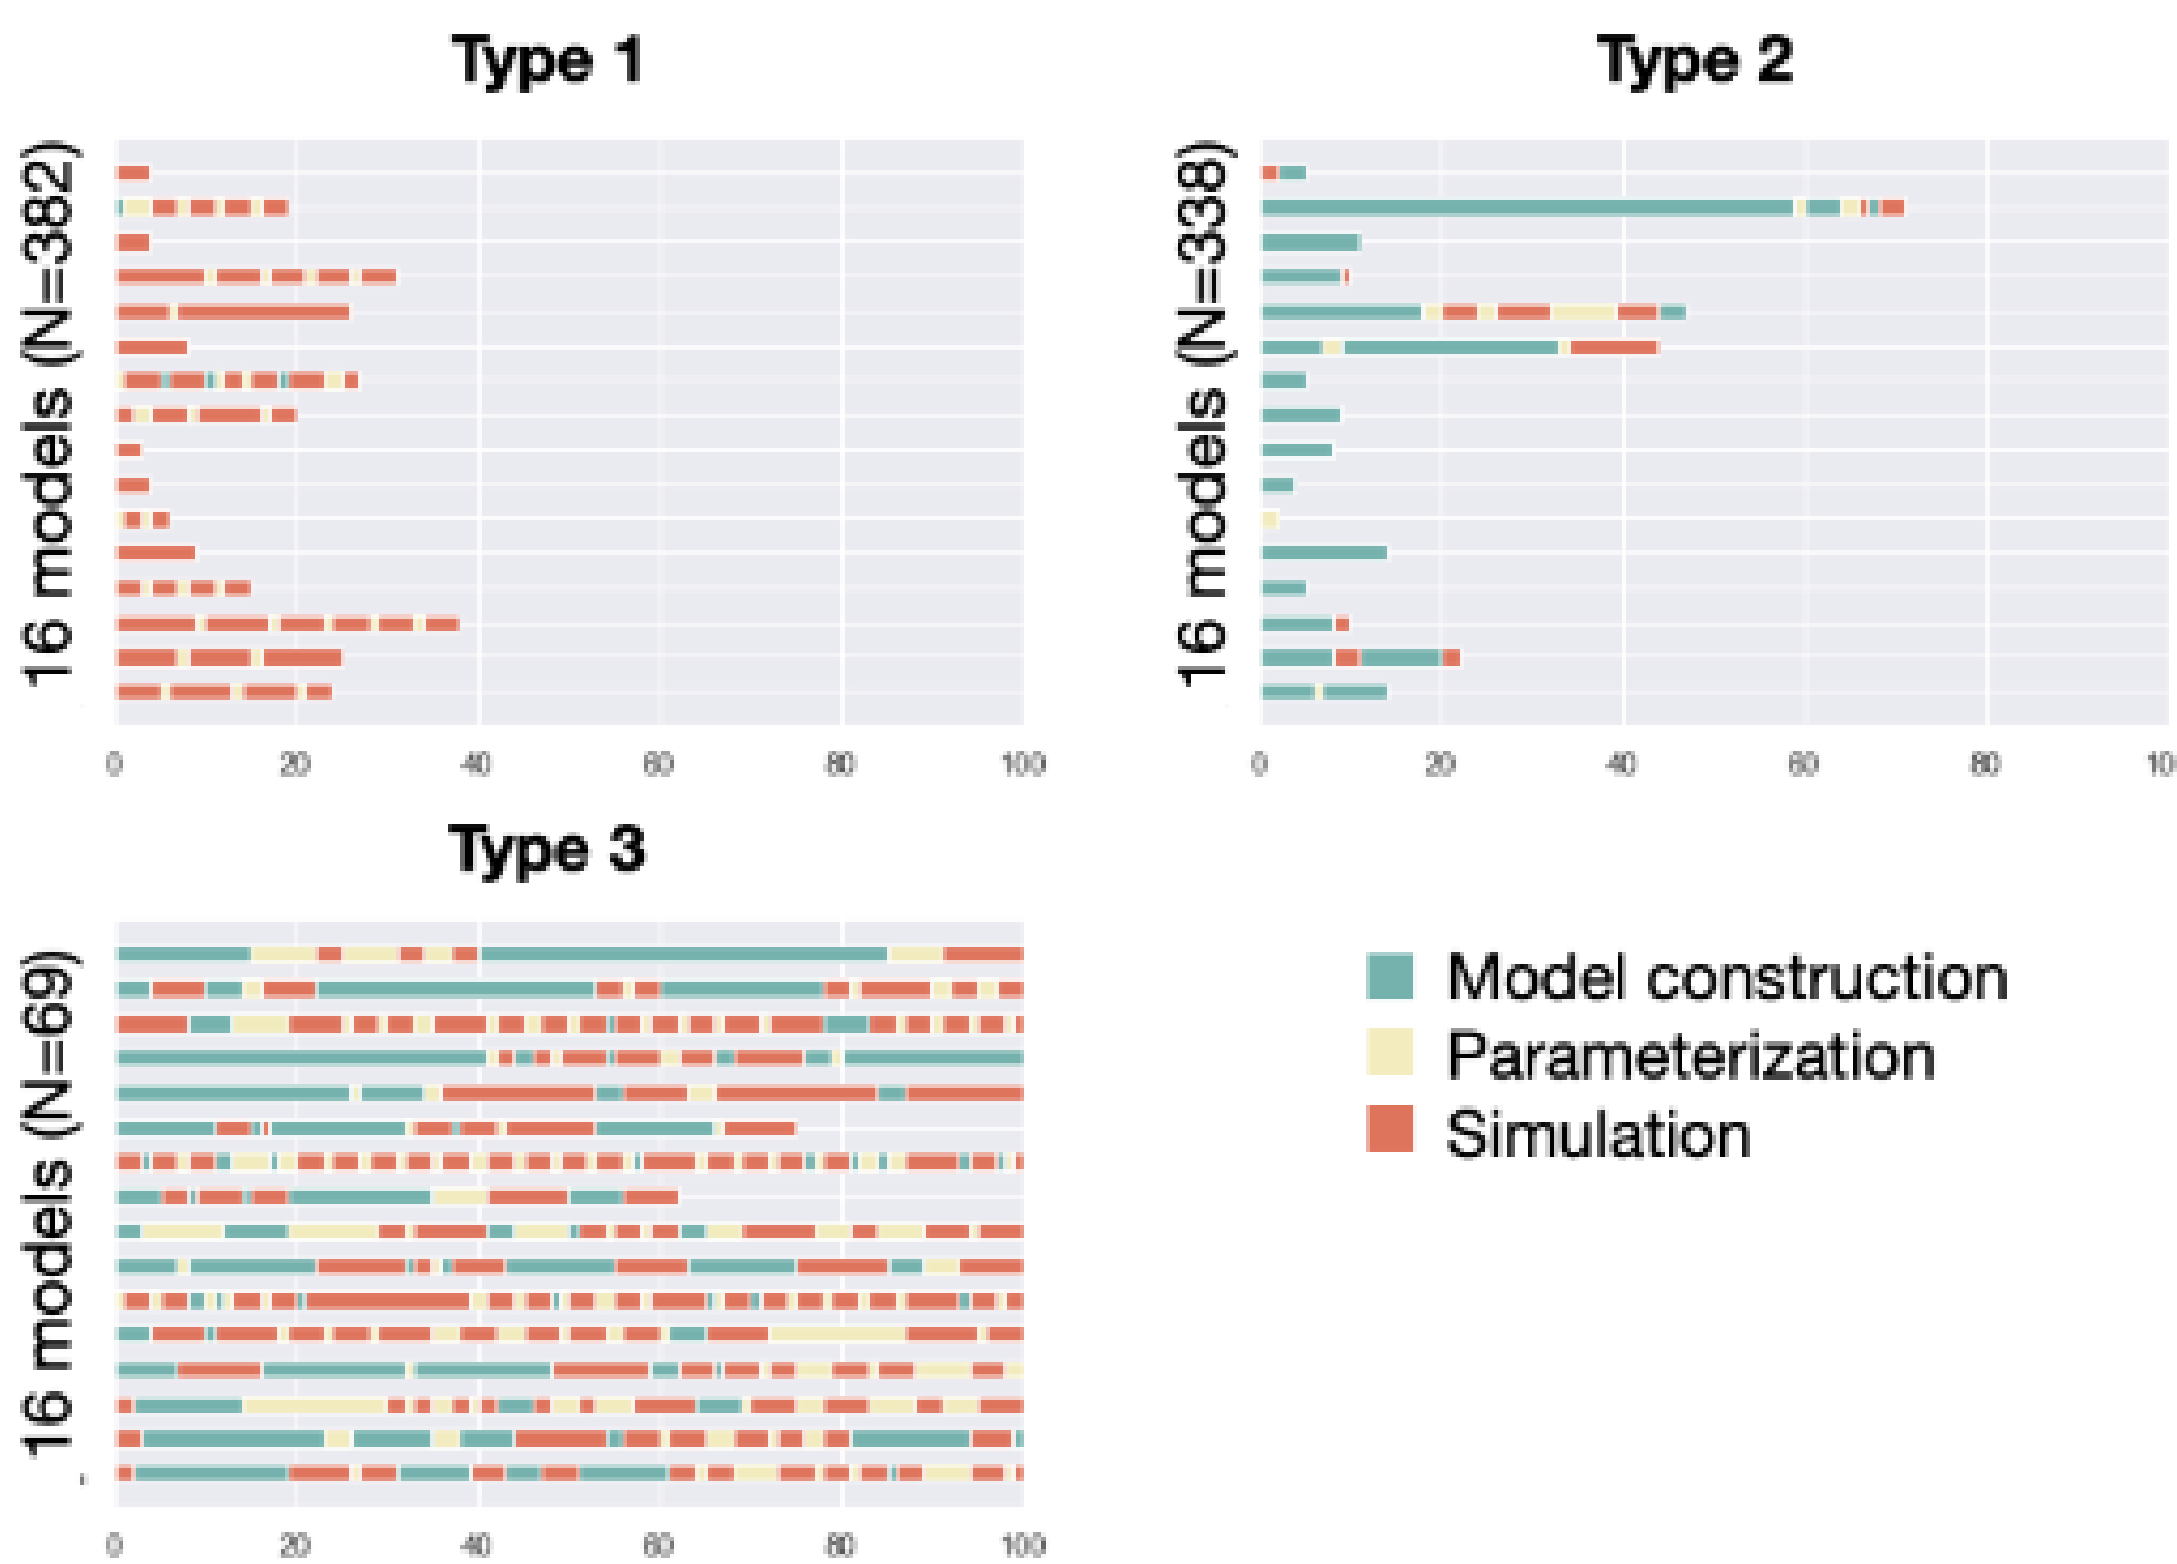 Type 1
16 models (N=382)
0 20 40 60 80 100
Type 2
16 models (N=338)
0 20 40 60 80 10
Type 3
16 models (N=69)
0 20 40 60 80 100
Model construction
Parameterization
Simulation